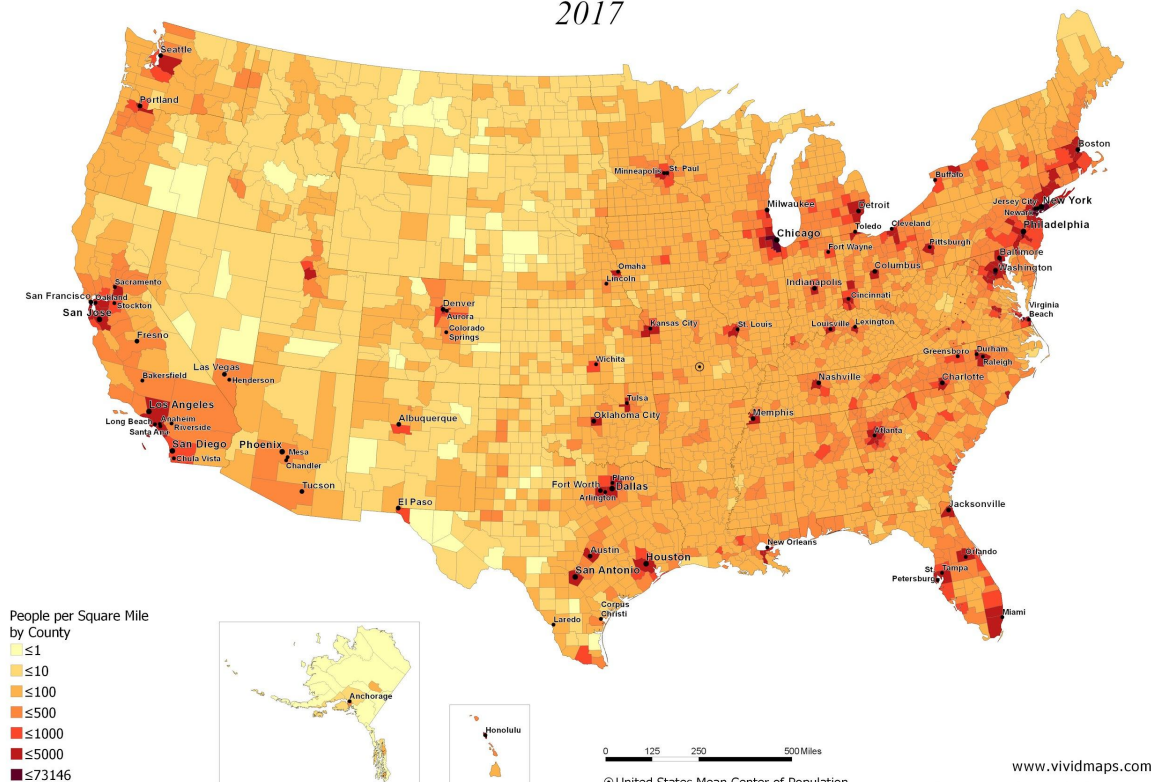 2017
Seattle
Portland
Minneapolis
St. Paul
Milwaukee
Chicago
Detroit
Toledo
Cleveland
Fort Wayne
Buffalo
Boston
Jersey City
New York
Newark
Philadelphia
Pittsburgh
Baltimore
Washington
Columbus
Indianapolis
Cincinnati
Omaha
Lincoln
Sacramento
San Francisco
Oakland
Stockton
San Jose
Fresno
Denver
Aurora
Colorado
Springs
Kansas City
St. Louis
Louisville
Lexington
Virginia
Beach
Las Vegas
Henderson
Bakersfield
Wichita
Greensboro
Durham
Raleigh
Nashville
Charlotte
Los Angeles
Long Beach
Anaheim
Riverside
Santa Ana
Albuquerque
Tulsa
Oklahoma City
Memphis
Atlanta
San Diego
Chula Vista
Phoenix
Mesa
Chandler
Tucson
El Paso
Plano
Fort Worth
Dallas
Arlington
Jacksonville
Austin
Houston
San Antonio
New Orleans
Orlando
St.
Petersburg
Tampa
Corpus
Christi
Laredo
Miami
People per Square Mile
by County
≤1
≤10
≤100
≤500
≤1000
≤5000
≤73146
Anchorage
Honolulu
0 125 250 500 Miles
United States Mean Center of Population
www.vividmaps.com